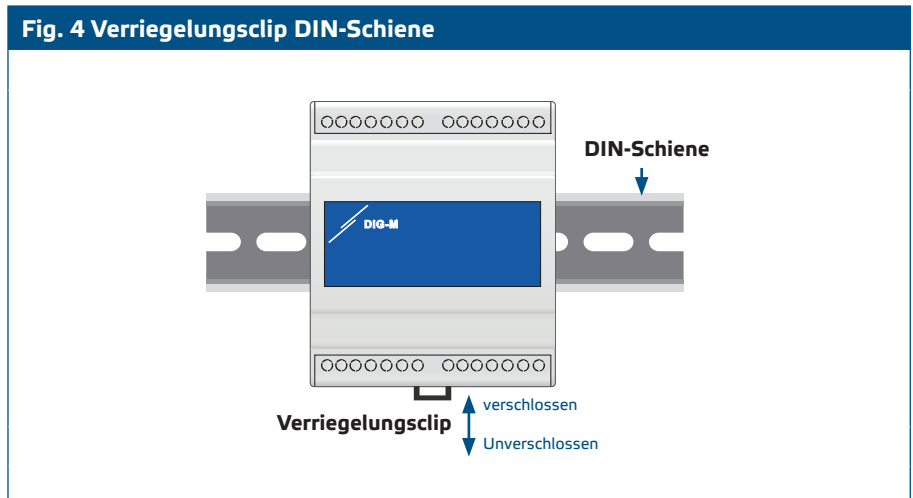 Fig. 4 Verriegelungsclip DIN-Schiene
DIN-Schiene
DIG-M
Verriegelungsclip
verschlossen
Unverschlossen